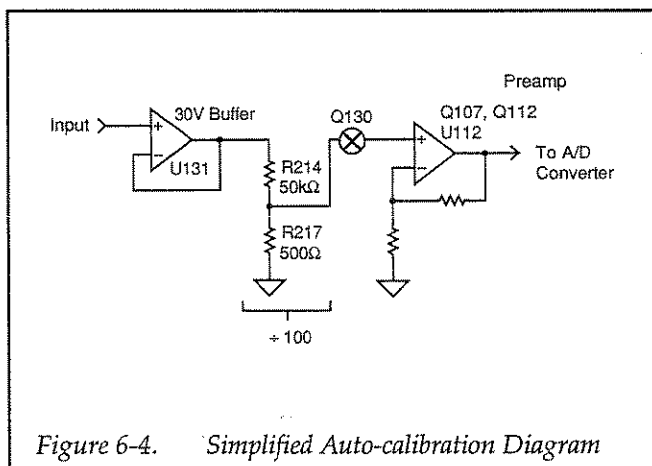 Preamp
30V Buffer
Q130
Q107, Q112
U112
Input
+
−
U131
+
−
To A/D
Converter
R214
50kΩ
R217
500Ω
÷ 100
Figure 6-4. Simplified Auto-calibration Diagram